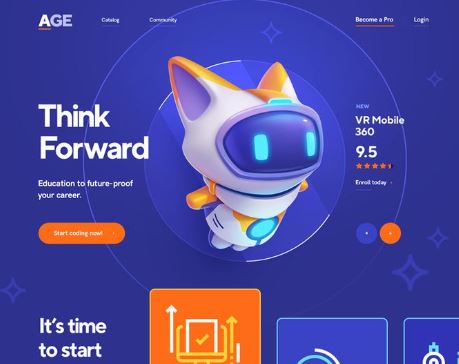 AGE
Catalog
Community
Become a Pro
Login
Think
Forward
Education to future-proof
your career.
Start coding now!
NEW
VR Mobile
360
9.5
Enroll today
It's time
to start